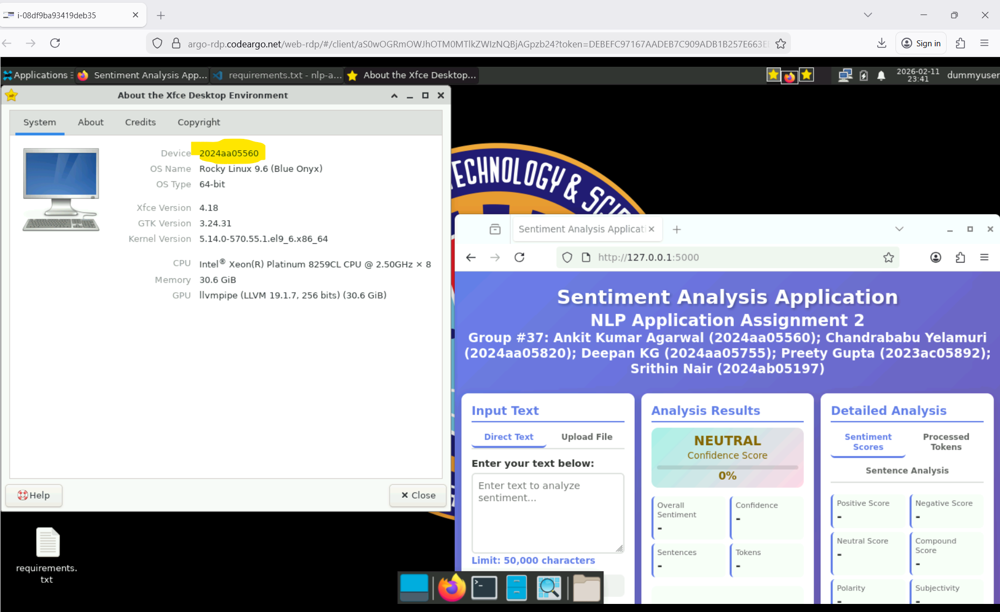 i-08df9ba93419deb35
argo-rdp.codeargo.net/web-rdp/#/client/
Sign in
Applications
Sentiment Analysis App...
requirements.txt - nlp-a...
About the Xfce Desktop...
2026-02-11
23:41
dummyuser
About the Xfce Desktop Environment
System About Credits Copyright
Device 2024aa05560
OS Name Rocky Linux 9.6 (Blue Onyx)
OS Type 64-bit
Xfce Version 4.18
GTK Version 3.24.31
Kernel Version 5.14.0-570.55.1.el9_6.x86_64
CPU Intel® Xeon(R) Platinum 8259CL CPU @ 2.50GHz × 8
Memory 30.6 GiB
GPU llvmpipe (LLVM 19.1.7, 256 bits) (30.6 GiB)
Help
Close
requirements.
txt
ECHNOLOGY & SCI
Sentiment Analysis Applicati
http://127.0.0.1:5000
Sentiment Analysis Application
NLP Application Assignment 2
Group #37: Ankit Kumar Agarwal (2024aa05560); Chandrababu Yelamuri
(2024aa05820); Deepan KG (2024aa05755); Preety Gupta (2023ac05892);
Srithin Nair (2024ab05197)
Input Text
Direct Text Upload File
Enter your text below:
Enter text to analyze
sentiment...
Limit: 50,000 characters
Analysis Results
NEUTRAL
Confidence Score
0%
Overall
Sentiment
-
Confidence
-
Sentences
-
Tokens
-
Detailed Analysis
Sentiment
Scores
Processed
Tokens
Sentence Analysis
Positive Score
-
Negative Score
-
Neutral Score
-
Compound
Score
-
Polarity
-
Subjectivity
-